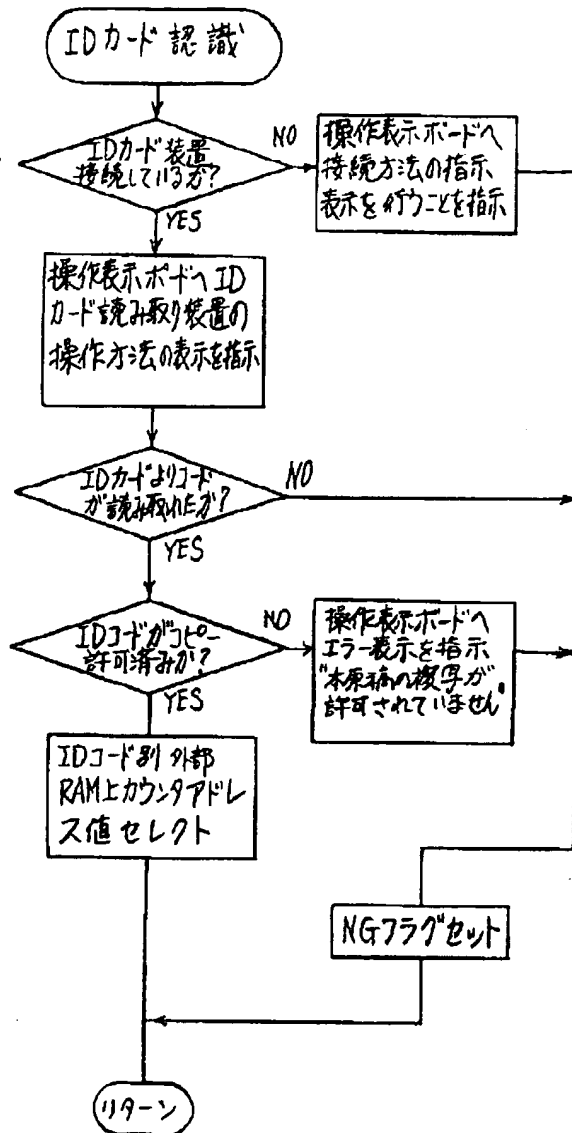 IDカード 認識
IDカード装置
接続しているか?
NO
操作表示ボードへ
接続方法の指示
表示を行うことを指示
YES
操作表示ボードへID
カード読み取り装置の
操作方法の表示を指示
IDカードよりコード
が読み取れたか?
NO
YES
IDコードがコピー
許可済みか?
NO
操作表示ボードへ
エラー表示を指示
"本原稿の複写が
許可されていません"
YES
IDコード別 外部
RAM上カウンタアドレ
ス値セレクト
NGフラグセット
リターン